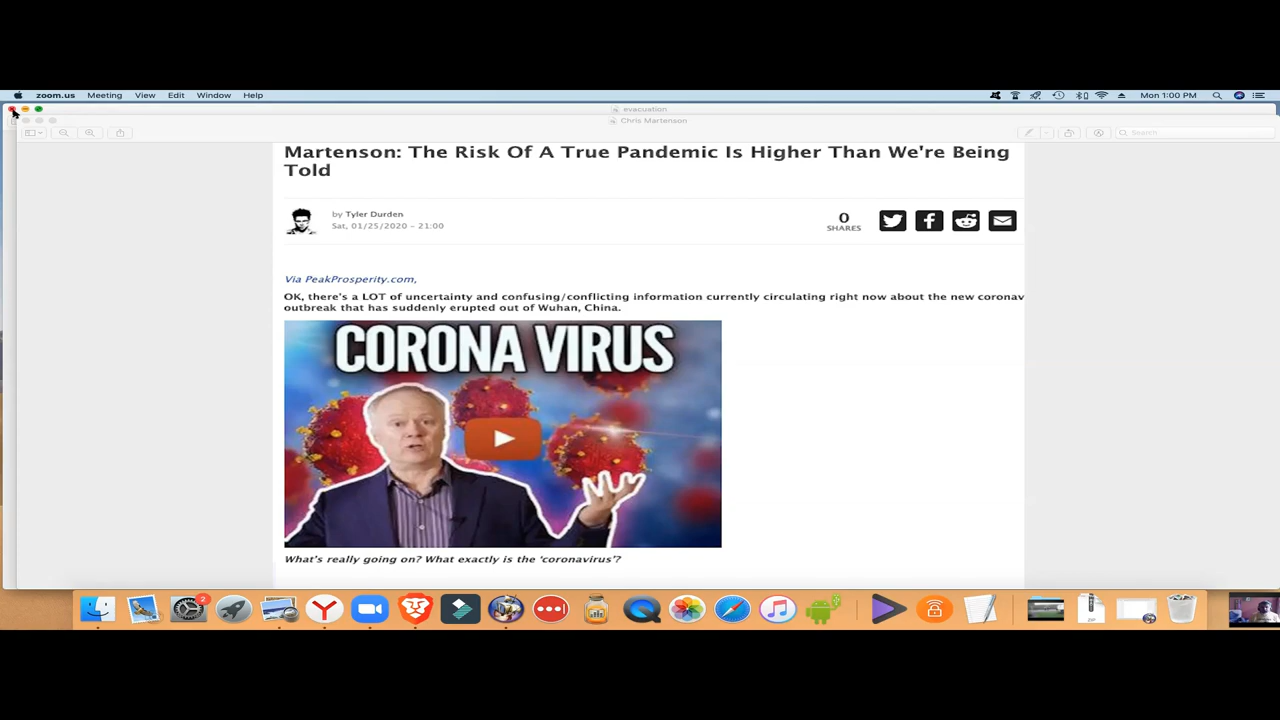 zoom.us Meeting View Edit Window Help Mon 1:00 PM
evacuation
Chris Martenson
Search
Martenson: The Risk Of A True Pandemic Is Higher Than We're Being
Told
by Tyler Durden
Sat, 01/25/2020 - 21:00
0
SHARES
Via PeakProsperity.com,
OK, there's a LOT of uncertainty and confusing/conflicting information currently circulating right now about the new coronav
outbreak that has suddenly erupted out of Wuhan, China.
CORONA VIRUS
What's really going on? What exactly is the 'coronavirus'?
2
ZIP